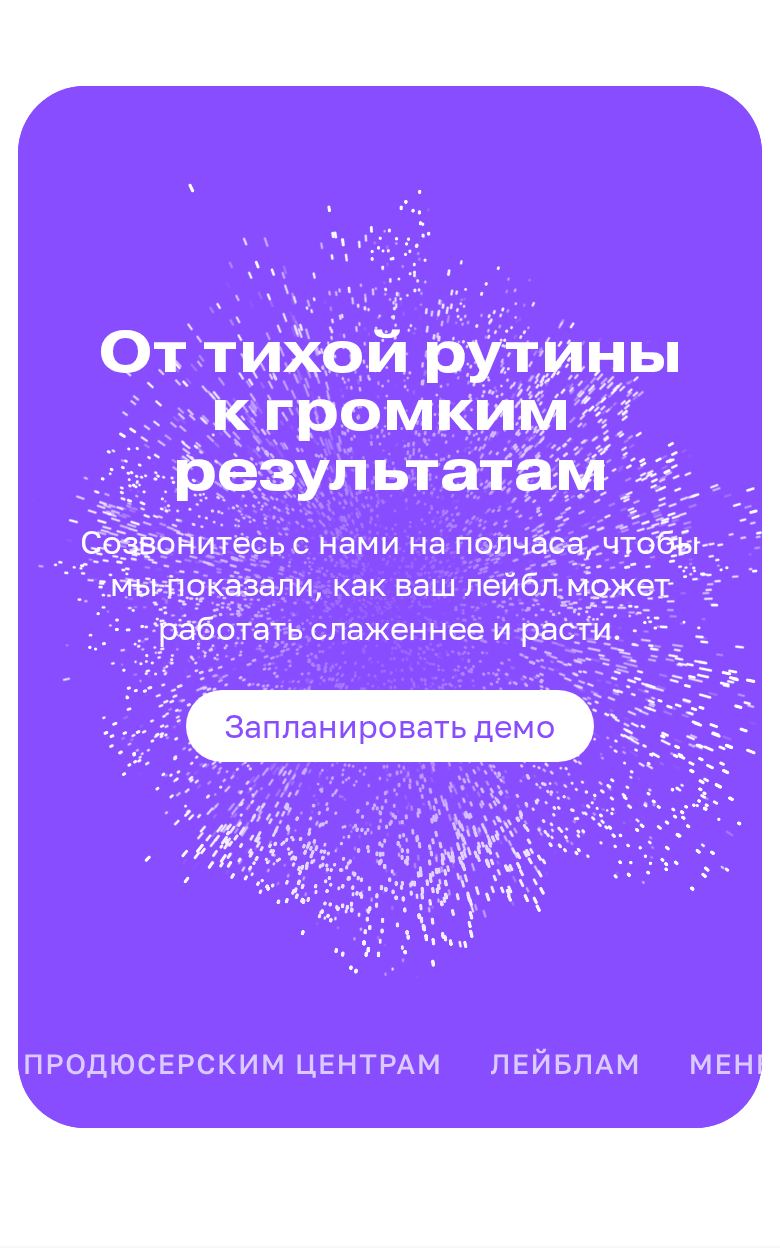 От тихой рутины
к громким
результатам
Созвонитесь с нами на полчаса, чтобы
мы показали, как ваш лейбл может
работать слаженнее и расти.
Запланировать демо
ПРОДЮСЕРСКИМ ЦЕНТРАМ ЛЕЙБЛАМ